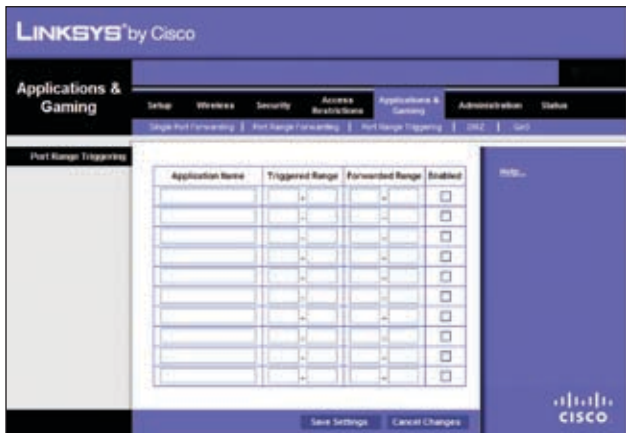 LINKSYS® by Cisco
Applications & Gaming
Setup Wireless Security Access Restrictions Applications & Gaming Administration Status
Single Port Forwarding | Port Range Forwarding | Port Range Triggering | DMZ | QoS
Port Range Triggering
Application Name Triggered Range Forwarded Range Enabled
Help...
Save Settings Cancel Changes
CISCO